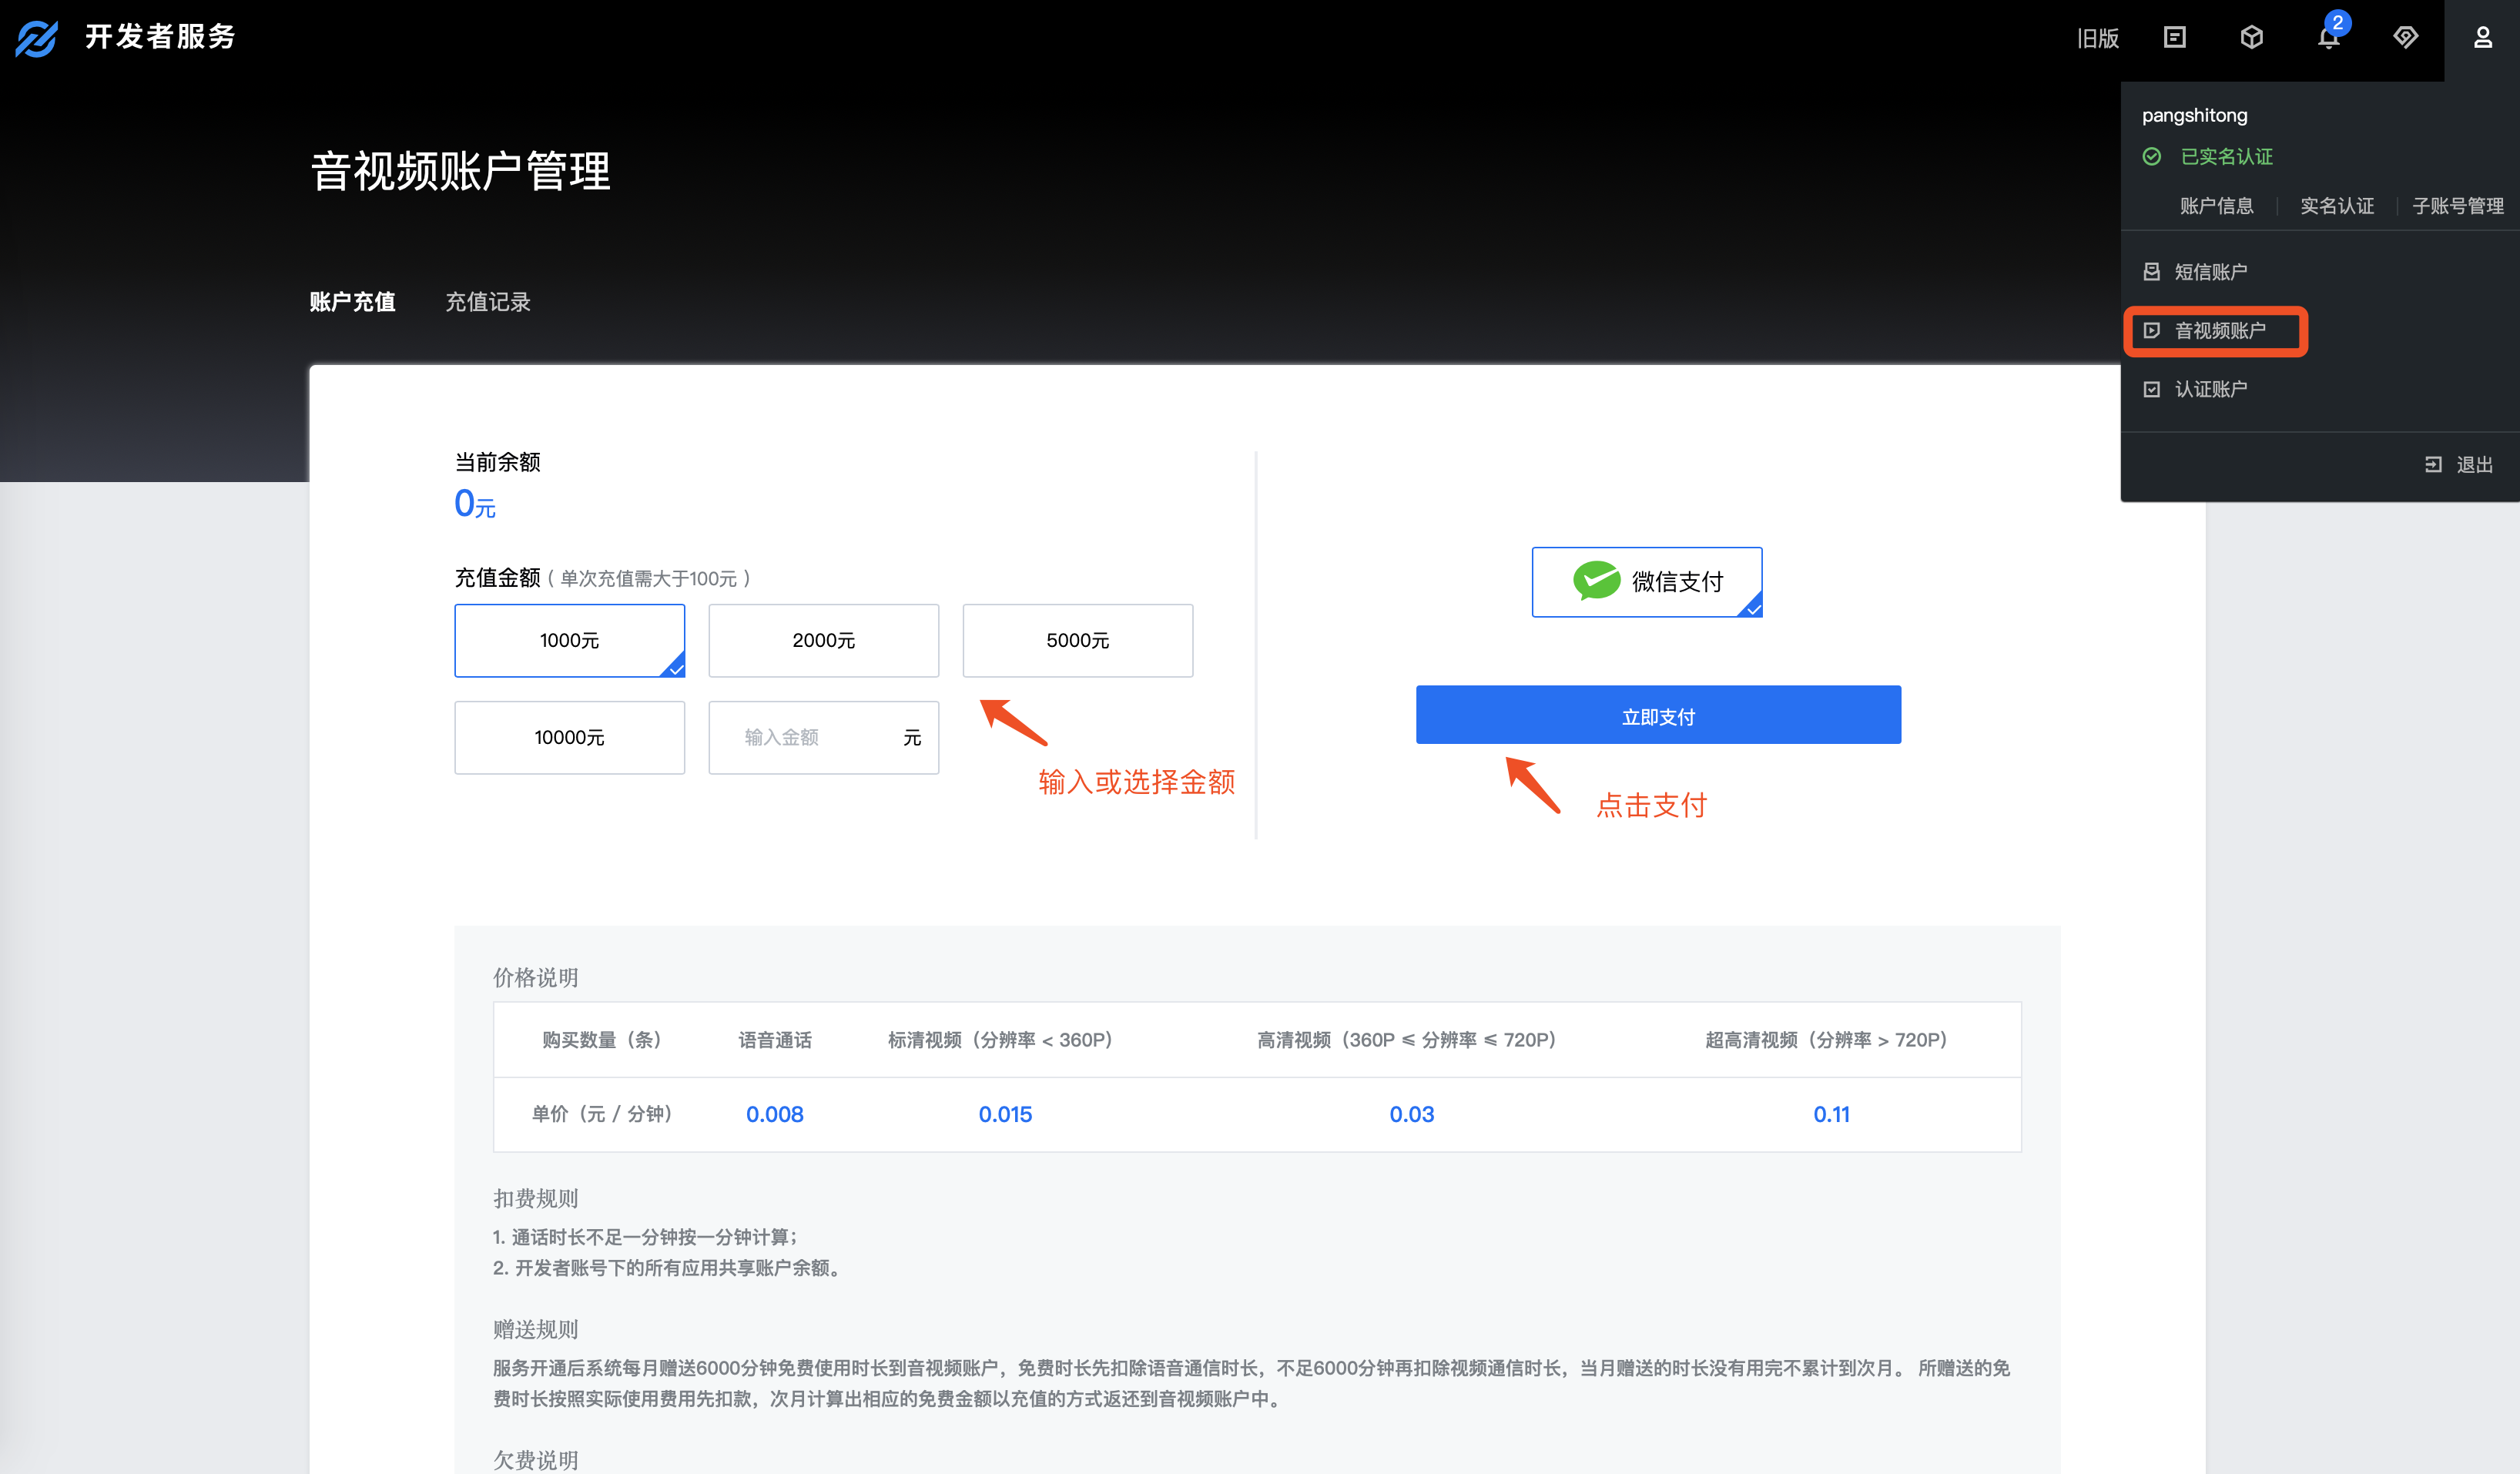 开发者服务
旧版
2
pangshitong
已实名认证
账户信息
实名认证
子账号管理
短信账户
音视频账户
认证账户
退出
音视频账户管理
账户充值
充值记录
当前余额
0元
充值金额（单次充值需大于100元）
1000元
2000元
5000元
10000元
输入金额
元
输入或选择金额
微信支付
立即支付
点击支付
价格说明
购买数量（条） 语音通话 标清视频（分辨率 < 360P） 高清视频（360P ≤ 分辨率 ≤ 720P） 超高清视频（分辨率 > 720P）
单价（元 / 分钟） 0.008 0.015 0.03 0.11
扣费规则
1. 通话时长不足一分钟按一分钟计算；
2. 开发者账号下的所有应用共享账户余额。
赠送规则
服务开通后系统每月赠送6000分钟免费使用时长到音视频账户，免费时长先扣除语音通信时长，不足6000分钟再扣除视频通信时长，当月赠送的时长没有用完不累计到次月。 所赠送的免
费时长按照实际使用费用先扣款，次月计算出相应的免费金额以充值的方式返还到音视频账户中。
欠费说明